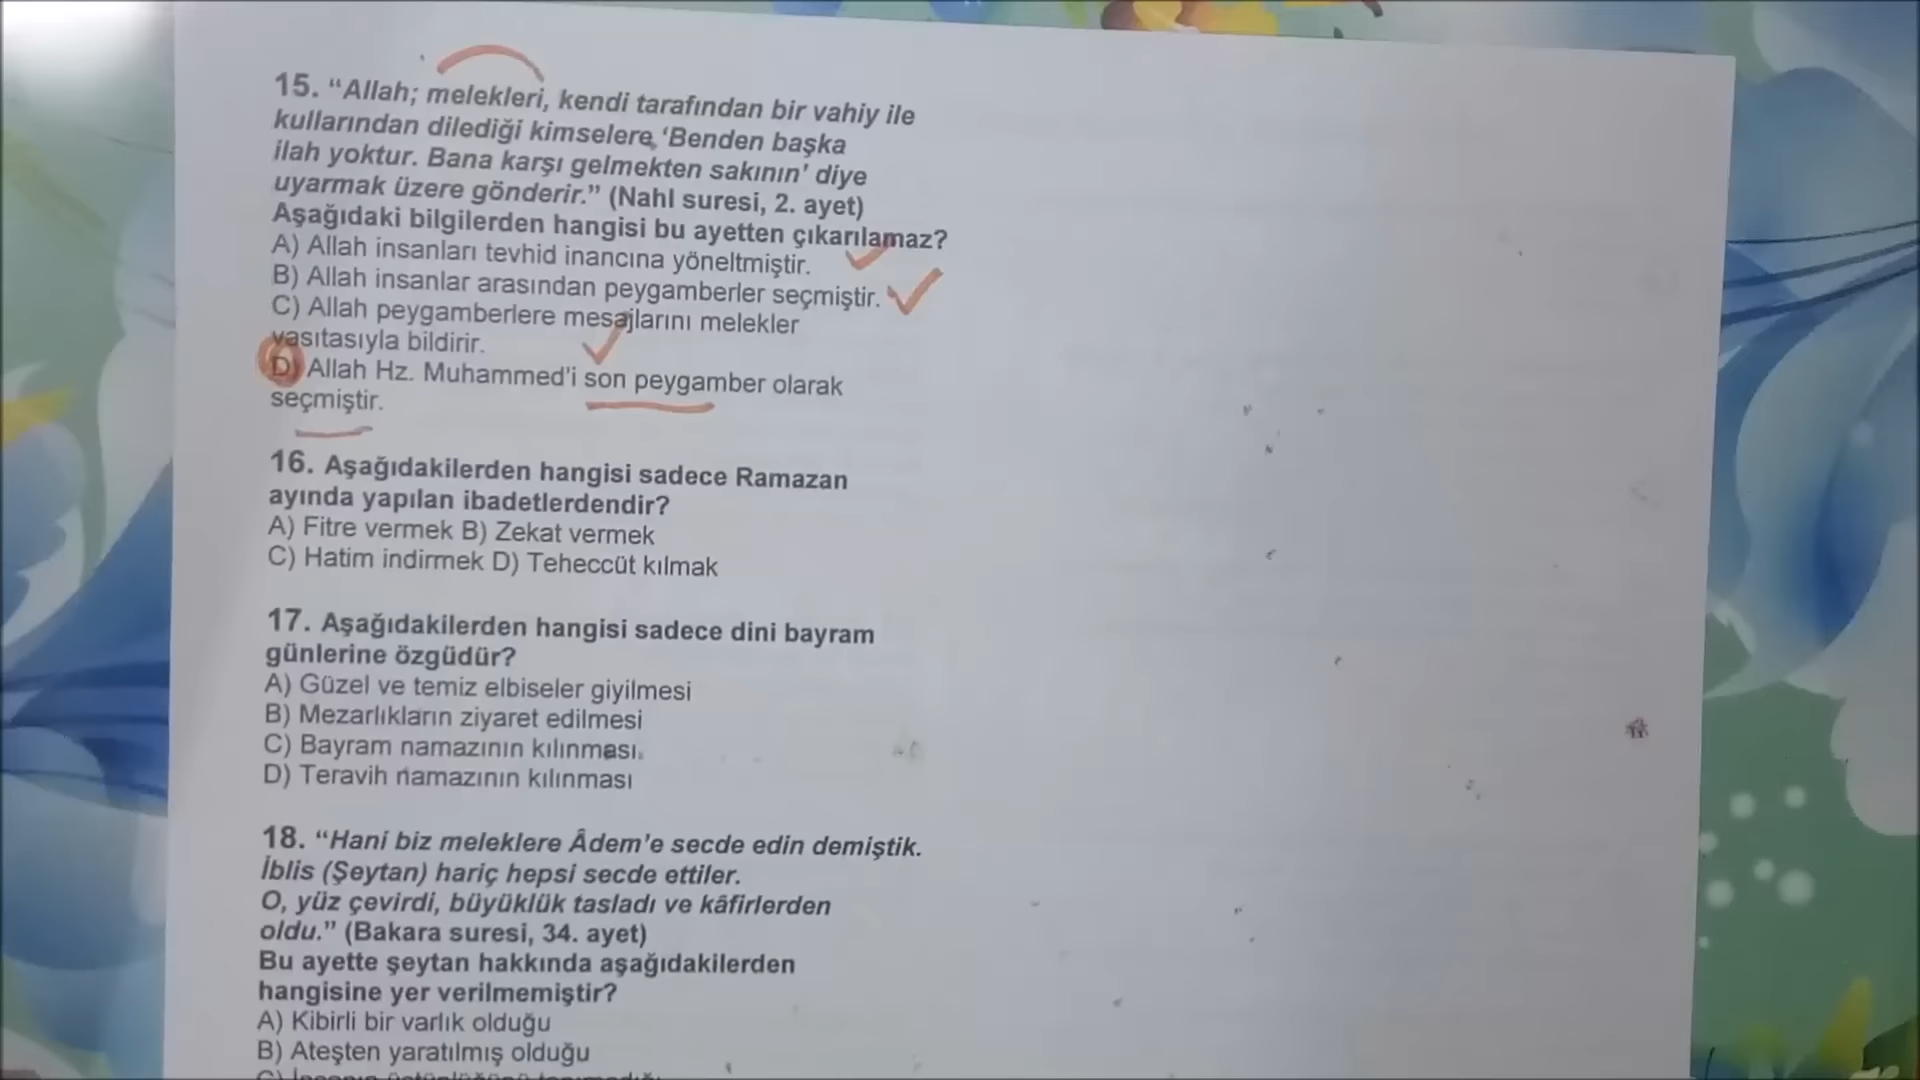 15. “Allah; melekleri, kendi tarafından bir vahiy ile
kullarından dilediği kimselere, ‘Benden başka
ilah yoktur. Bana karşı gelmekten sakının’ diye
uyarmak üzere gönderir.” (Nahl suresi, 2. ayet)
Aşağıdaki bilgilerden hangisi bu ayetten çıkarılamaz?
A) Allah insanları tevhid inancına yöneltmiştir.
B) Allah insanlar arasından peygamberler seçmiştir.
C) Allah peygamberlere mesajlarını melekler
vasıtasıyla bildirir.
D) Allah Hz. Muhammed'i son peygamber olarak
seçmiştir.
16. Aşağıdakilerden hangisi sadece Ramazan
ayında yapılan ibadetlerdendir?
A) Fitre vermek B) Zekat vermek
C) Hatim indirmek D) Teheccüt kılmak
17. Aşağıdakilerden hangisi sadece dini bayram
günlerine özgüdür?
A) Güzel ve temiz elbiseler giyilmesi
B) Mezarlıkların ziyaret edilmesi
C) Bayram namazının kılınması.
D) Teravih namazının kılınması
18. “Hani biz meleklere Âdem’e secde edin demiştik.
İblis (Şeytan) hariç hepsi secde ettiler.
O, yüz çevirdi, büyüklük tasladı ve kâfirlerden
oldu.” (Bakara suresi, 34. ayet)
Bu ayette şeytan hakkında aşağıdakilerden
hangisine yer verilmemiştir?
A) Kibirli bir varlık olduğu
B) Ateşten yaratılmış olduğu